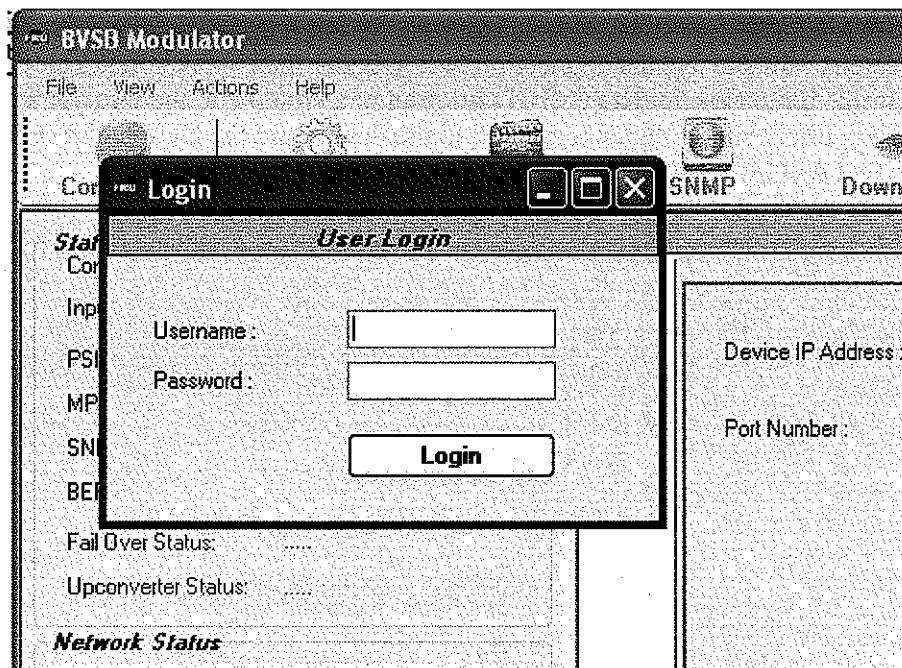 8VSB Modulator
File View Actions Help
SNMP
Login
User Login
Username :
Password :
Login
Device IP Address :
Port Number :
Fail Over Status: .....
Upconverter Status: .....
Network Status